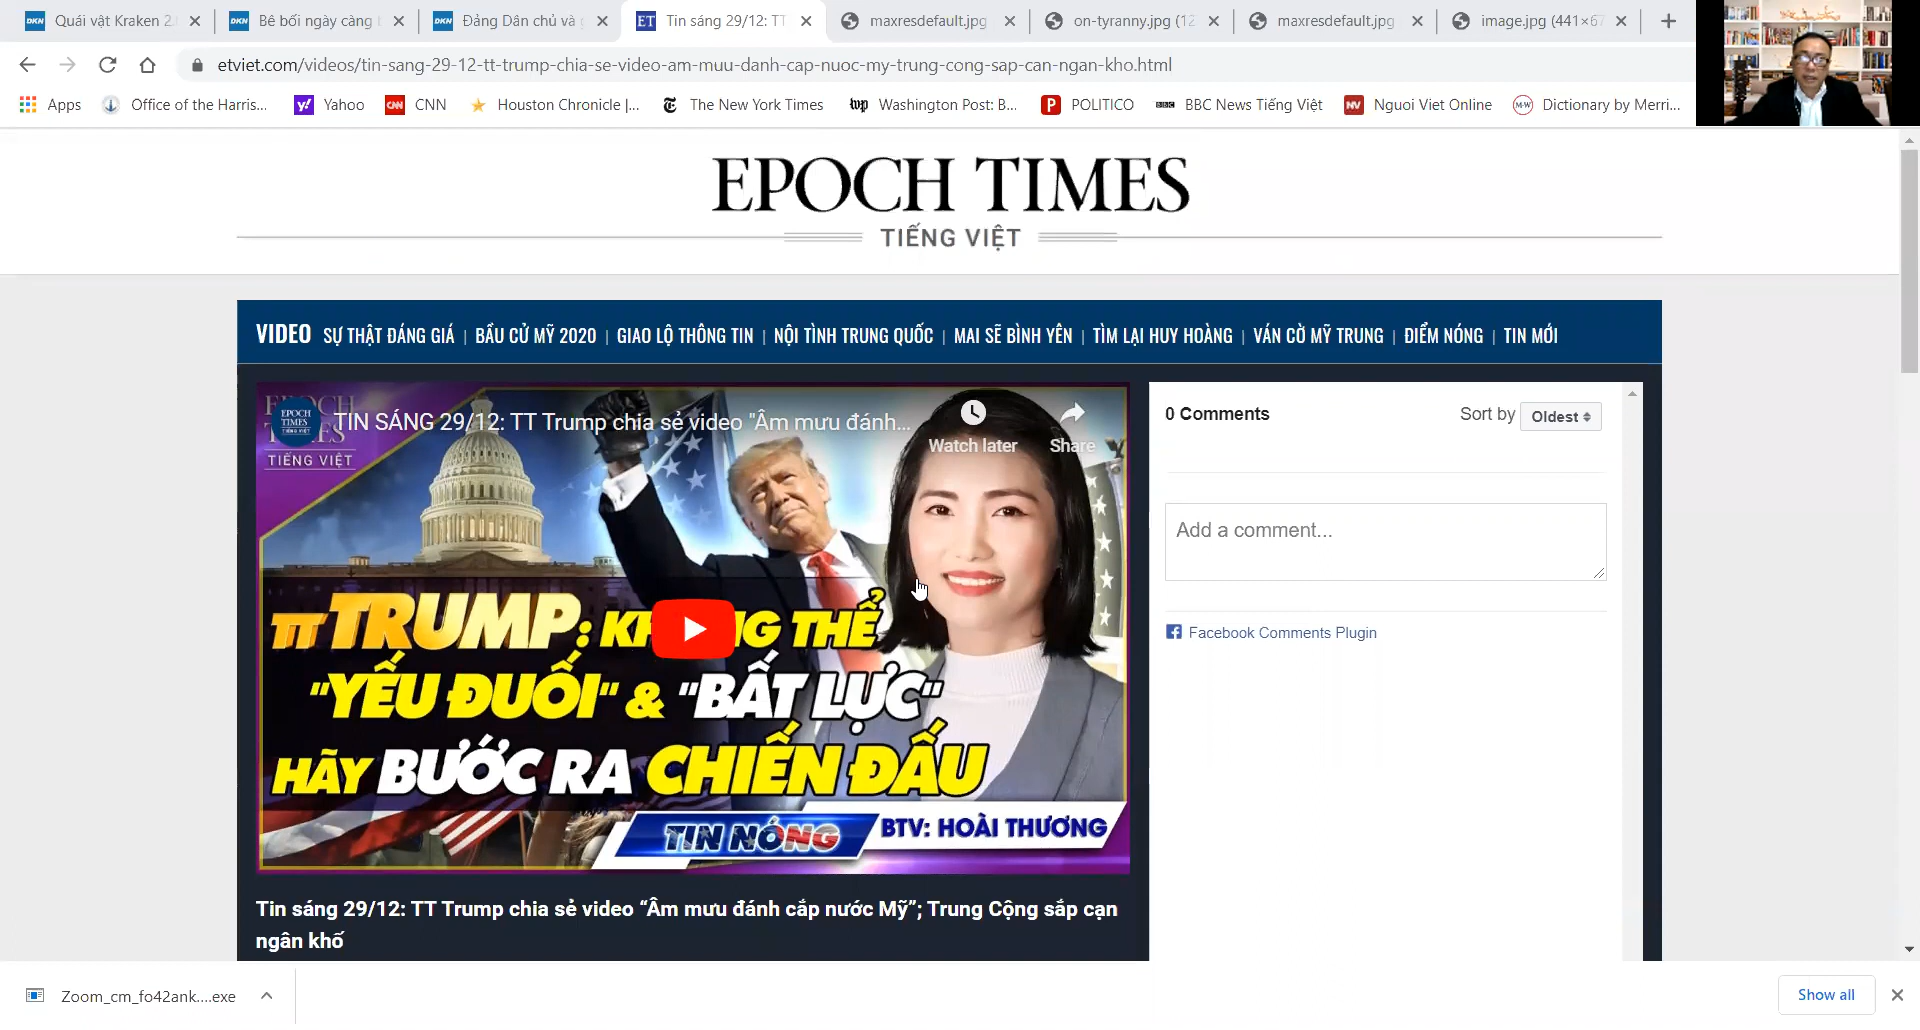 Quái vật Kraken 2.
Bê bối ngày càng
Đảng Dân chủ và
Tin sáng 29/12: TT
maxresdefault.jpg
on-tyranny.jpg (12
maxresdefault.jpg
image.jpg (441×67
etviet.com/videos/tin-sang-29-12-tt-trump-chia-se-video-am-muu-danh-cap-nuoc-my-trung-cong-sap-can-ngan-kho.html
Apps
Office of the Harris...
Yahoo
CNN
Houston Chronicle |...
The New York Times
Washington Post: B...
POLITICO
BBC News Tiếng Việt
Nguoi Viet Online
Dictionary by Merri...
EPOCH TIMES
TIẾNG VIỆT
VIDEO SỰ THẬT ĐÁNG GIÁ | BẦU CỬ MỸ 2020 | GIAO LỘ THÔNG TIN | NỘI TÌNH TRUNG QUỐC | MAI SẼ BÌNH YÊN | TÌM LẠI HUY HOÀNG | VÁN CỜ MỸ TRUNG | ĐIỂM NÓNG | TIN MỚI
EPOCH TIMES
TIẾNG VIỆT
TIN SÁNG 29/12: TT Trump chia sẻ video "Âm mưu đánh...
Watch later
Share
TT TRUMP: THỂ
"YẾU ĐUỐI" & "BẤT LỰC"
HÃY BƯỚC RA CHIẾN ĐẤU
TIN NÓNG
BTV: HOÀI THƯƠNG
Tin sáng 29/12: TT Trump chia sẻ video “Âm mưu đánh cắp nước Mỹ”; Trung Cộng sắp cạn
ngân khố
0 Comments
Sort by Oldest
Add a comment...
Facebook Comments Plugin
Zoom_cm_fo42ank....exe
Show all